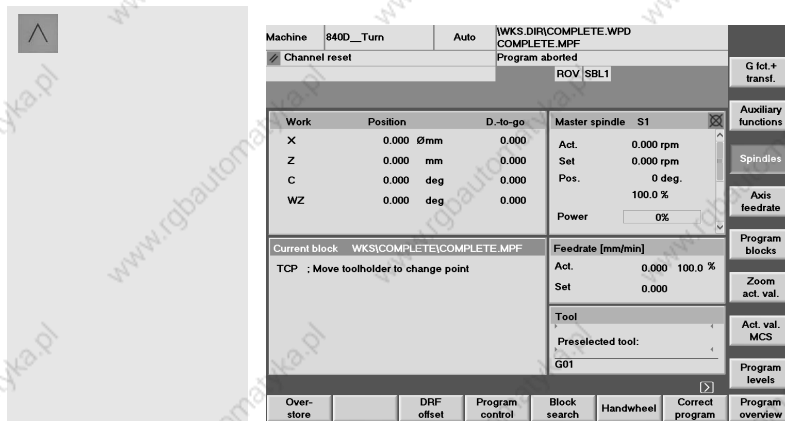 Machine 840D__Turn Auto \WKS.DIR\COMPLETE.WPD
COMPLETE.MPF
Channel reset Program aborted
ROV SBL1
G fct.+
transf.
Auxiliary
functions
Work Position D.-to-go
X 0.000 Ømm 0.000
Z 0.000 mm 0.000
C 0.000 deg 0.000
WZ 0.000 deg 0.000
Master spindle S1
Act. 0.000 rpm
Set 0.000 rpm
Pos. 0 deg.
100.0 %
Power 0%
Spindles
Axis
feedrate
Program
blocks
Current block WKS\COMPLETE\COMPLETE.MPF
TCP ; Move toolholder to change point
Feedrate [mm/min]
Act. 0.000 100.0 %
Set 0.000
Zoom
act. val.
Tool
Preselected tool:
G01
Act. val.
MCS
Program
levels
Over-
store
DRF
offset
Program
control
Block
search
Handwheel
Correct
program
Program
overview
www.rgbautomatyka.pl